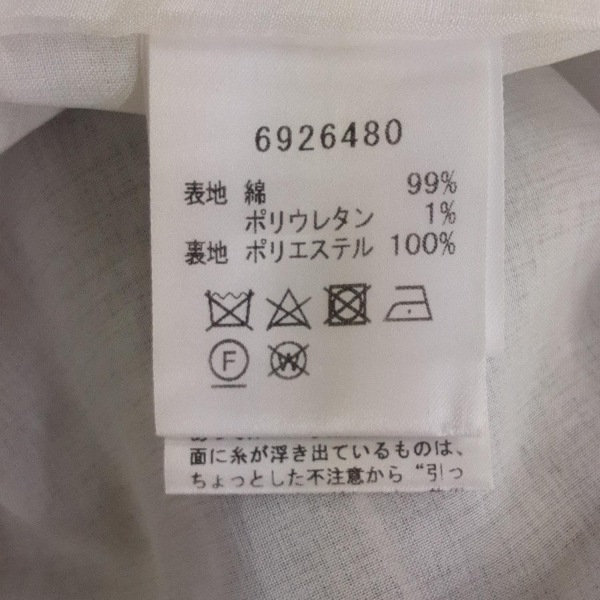 6926480
表地 綿 99%
ポリウレタン 1%
裏地 ポリエステル 100%
F W
面に糸が浮き出ているものは、
ちょっとした不注意から“引っ